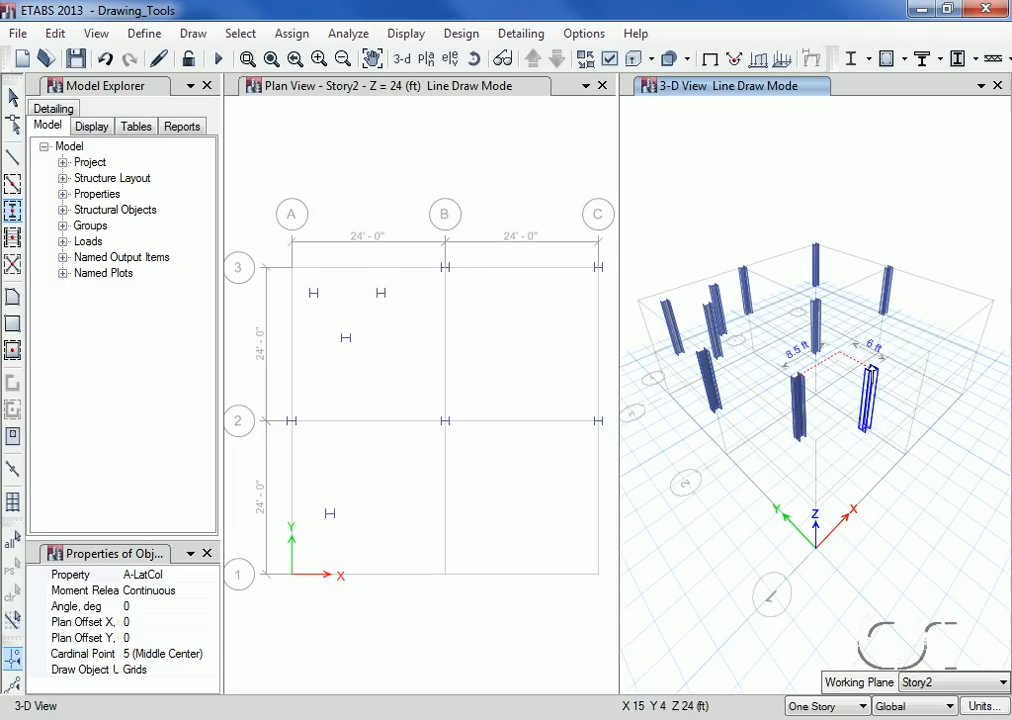 ETABS 2013 - Drawing_Tools
File Edit View Define Draw Select Assign Analyze Display Design Detailing Options Help
3-d
Model Explorer
Plan View - Story2 - Z = 24 (ft) Line Draw Mode
3-D View Line Draw Mode
Detailing
Model Display Tables Reports
Model
Project
Structure Layout
Properties
Structural Objects
Groups
Loads
Named Output Items
Named Plots
all
A B C
24' - 0" 24' - 0"
3
24' - 0"
2
24' - 0"
Y
1
X
8.5 ft
6 ft
2
Y Z X
1
Properties of Obj...
Property A-LatCol
Moment Relea Continuous
Angle, deg 0
Plan Offset X, 0
Plan Offset Y, 0
Cardinal Point 5 (Middle Center)
Draw Object U Grids
CSI
Working Plane Story2
3-D View
X 15 Y 4 Z 24 (ft)
One Story
Global
Units...